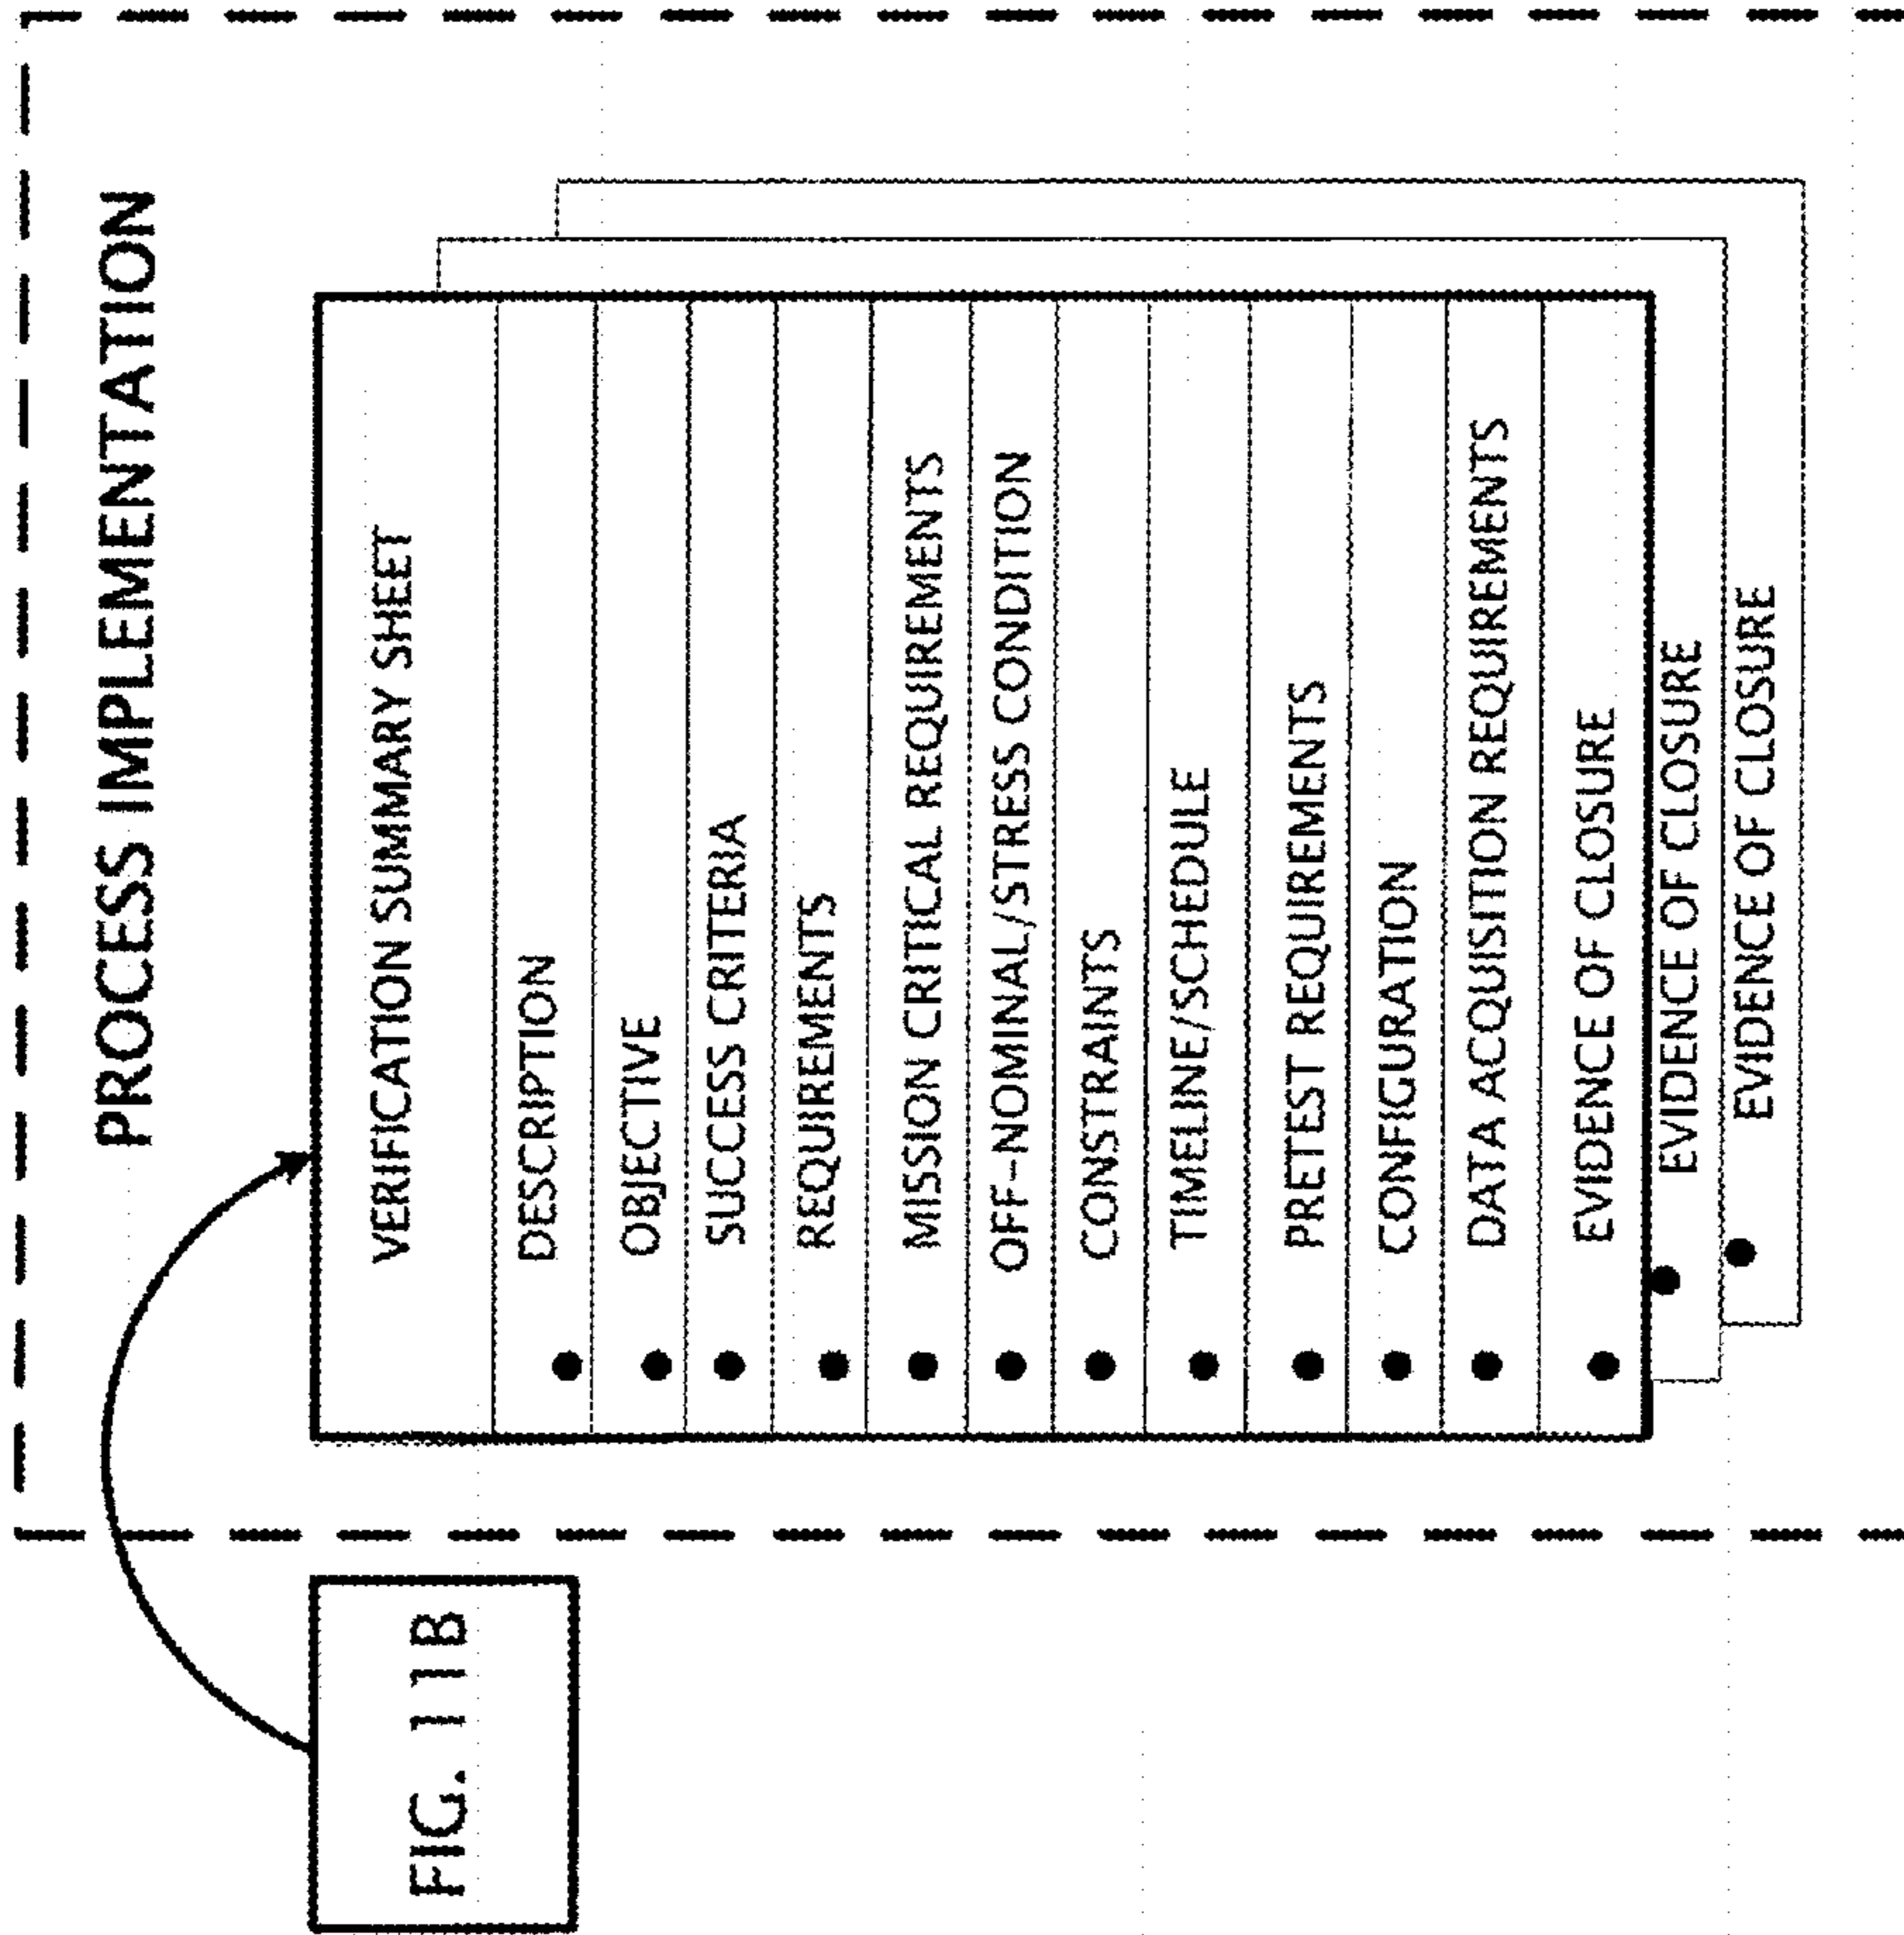 PROCESS IMPLEMENTATION
FIG. 11B
VERIFICATION SUMMARY SHEET
● DESCRIPTION
● OBJECTIVE
● SUCCESS CRITERIA
● REQUIREMENTS
● MISSION CRITICAL REQUIREMENTS
● OFF-NOMINAL/STRESS CONDITION
● CONSTRAINTS
● TIMELINE/SCHEDULE
● PRETEST REQUIREMENTS
● CONFIGURATION
● DATA ACQUISITION REQUIREMENTS
● EVIDENCE OF CLOSURE
● EVIDENCE OF CLOSURE
● EVIDENCE OF CLOSURE